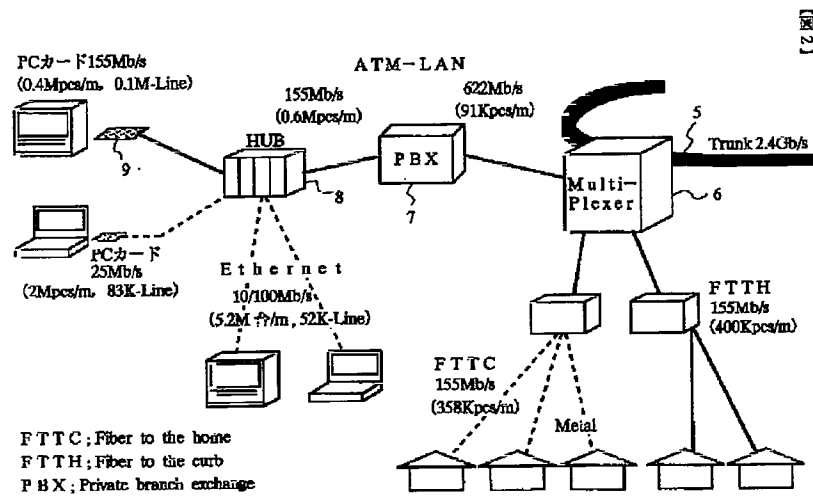 【図2】
ATM-LAN
PCカード155Mb/s
(0.4Mpcs/m, 0.1M-Line)
9
155Mb/s
(0.6Mpcs/m)
HUB
8
622Mb/s
(91Kpcs/m)
PBX
7
5
Trunk 2.4Gb/s
Multi-
Plexer
6
PCカード
25Mb/s
(2Mpcs/m, 83K-Line)
Ethernet
10/100Mb/s
(5.2M台/m, 52K-Line)
FTTH
155Mb/s
(400Kpcs/m)
FTTC
155Mb/s
(358Kpcs/m)
Metal
FTTC;Fiber to the home
FTTH;Fiber to the curb
PBX;Private branch exchange